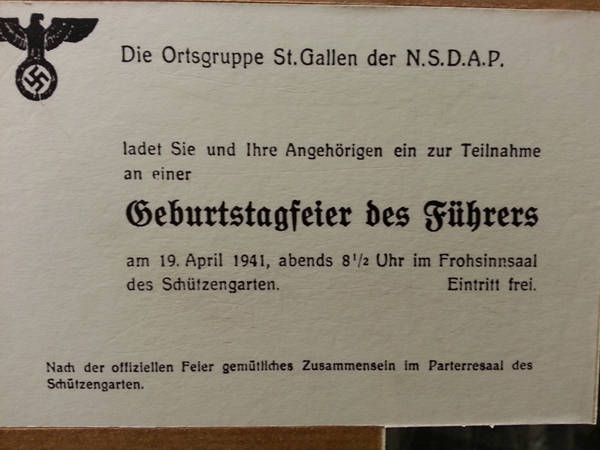 Die Ortsgruppe St. Gallen der N.S.D.A.P.
ladet Sie und Ihre Angehörigen ein zur Teilnahme
an einer
Geburtstagfeier des Führers
am 19. April 1941, abends 8 1/2 Uhr im Frohsinnsaal
des Schützengarten. Eintritt frei.
Nach der offiziellen Feier gemütliches Zusammensein im Parterresaal des
Schützengarten.